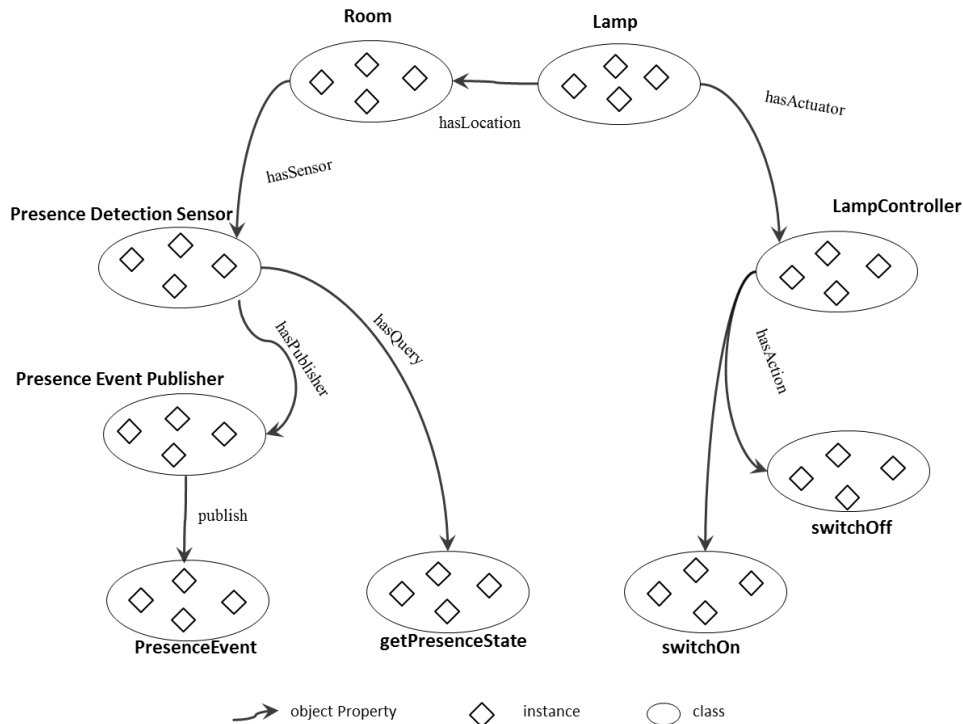 Room
Lamp
hasLocation
hasActuator
hasSensor
Presence Detection Sensor
LampController
hasPublisher
hasQuery
hasAction
Presence Event Publisher
publish
switchOff
PresenceEvent
getPresenceState
switchOn
object Property
instance
class